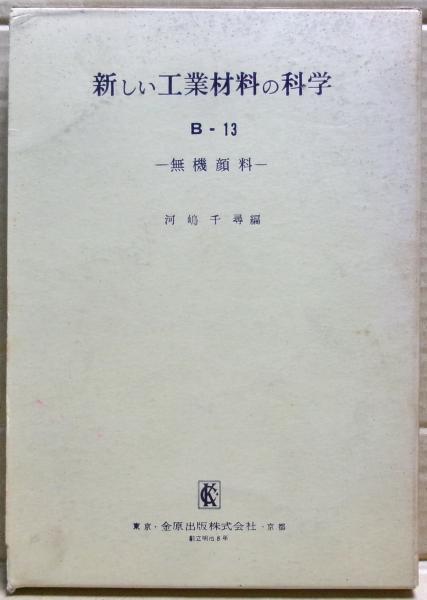 新しい工業材料の科学
B - 13
―無機顔料―
河嶋千尋編
東京・金原出版株式会社・京都
創立明治8年